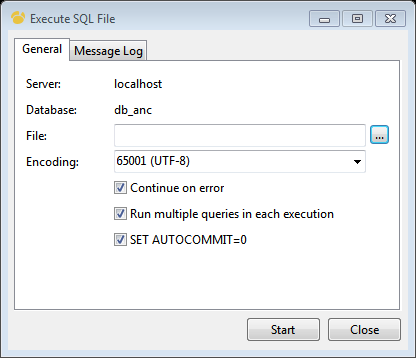 Execute SQL File
General
Message Log
Server: localhost
Database: db_anc
File: ...
Encoding: 65001 (UTF-8)
Continue on error
Run multiple queries in each execution
SET AUTOCOMMIT=0
Start Close